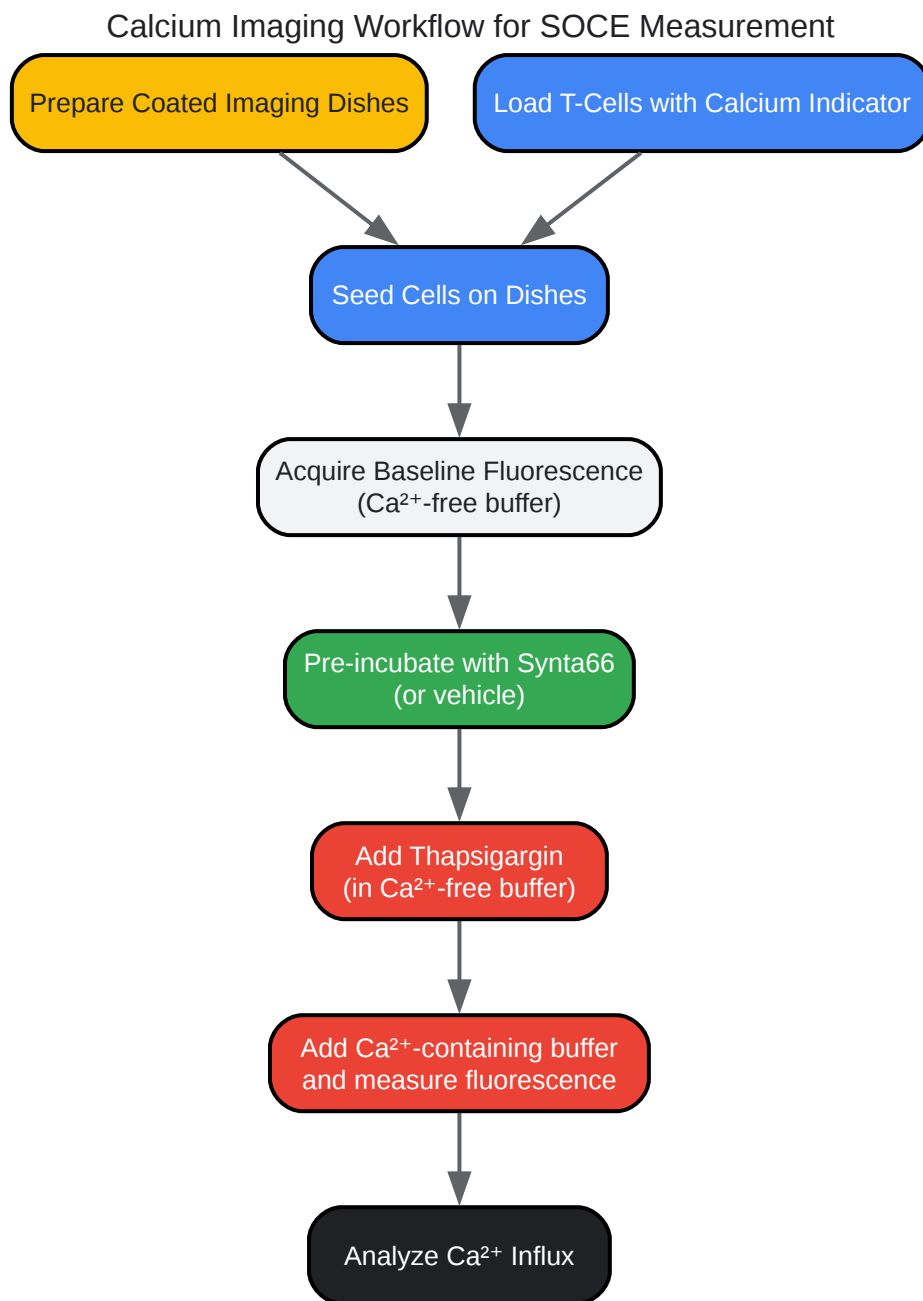 Calcium Imaging Workflow for SOCE Measurement
Prepare Coated Imaging Dishes
Load T-Cells with Calcium Indicator
Seed Cells on Dishes
Acquire Baseline Fluorescence
(Ca²⁺-free buffer)
Pre-incubate with Synta66
(or vehicle)
Add Thapsigargin
(in Ca²⁺-free buffer)
Add Ca²⁺-containing buffer
and measure fluorescence
Analyze Ca²⁺ Influx